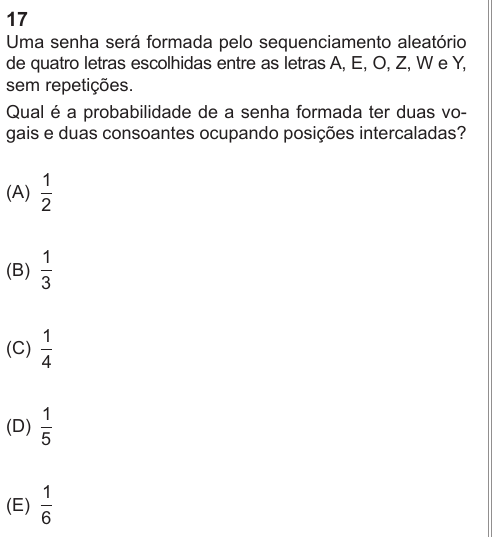 17
Uma senha será formada pelo sequenciamento aleatório
de quatro letras escolhidas entre as letras A, E, O, Z, W e Y,
sem repetições.
Qual é a probabilidade de a senha formada ter duas vo-
gais e duas consoantes ocupando posições intercaladas?
(A) 1/2
(B) 1/3
(C) 1/4
(D) 1/5
(E) 1/6